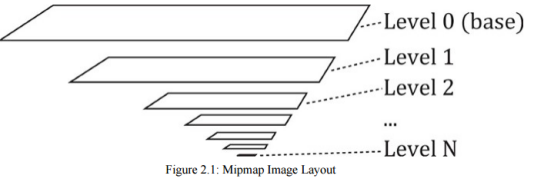 Level 0 (base)
Level 1
Level 2
...
Level N
Figure 2.1: Mipmap Image Layout